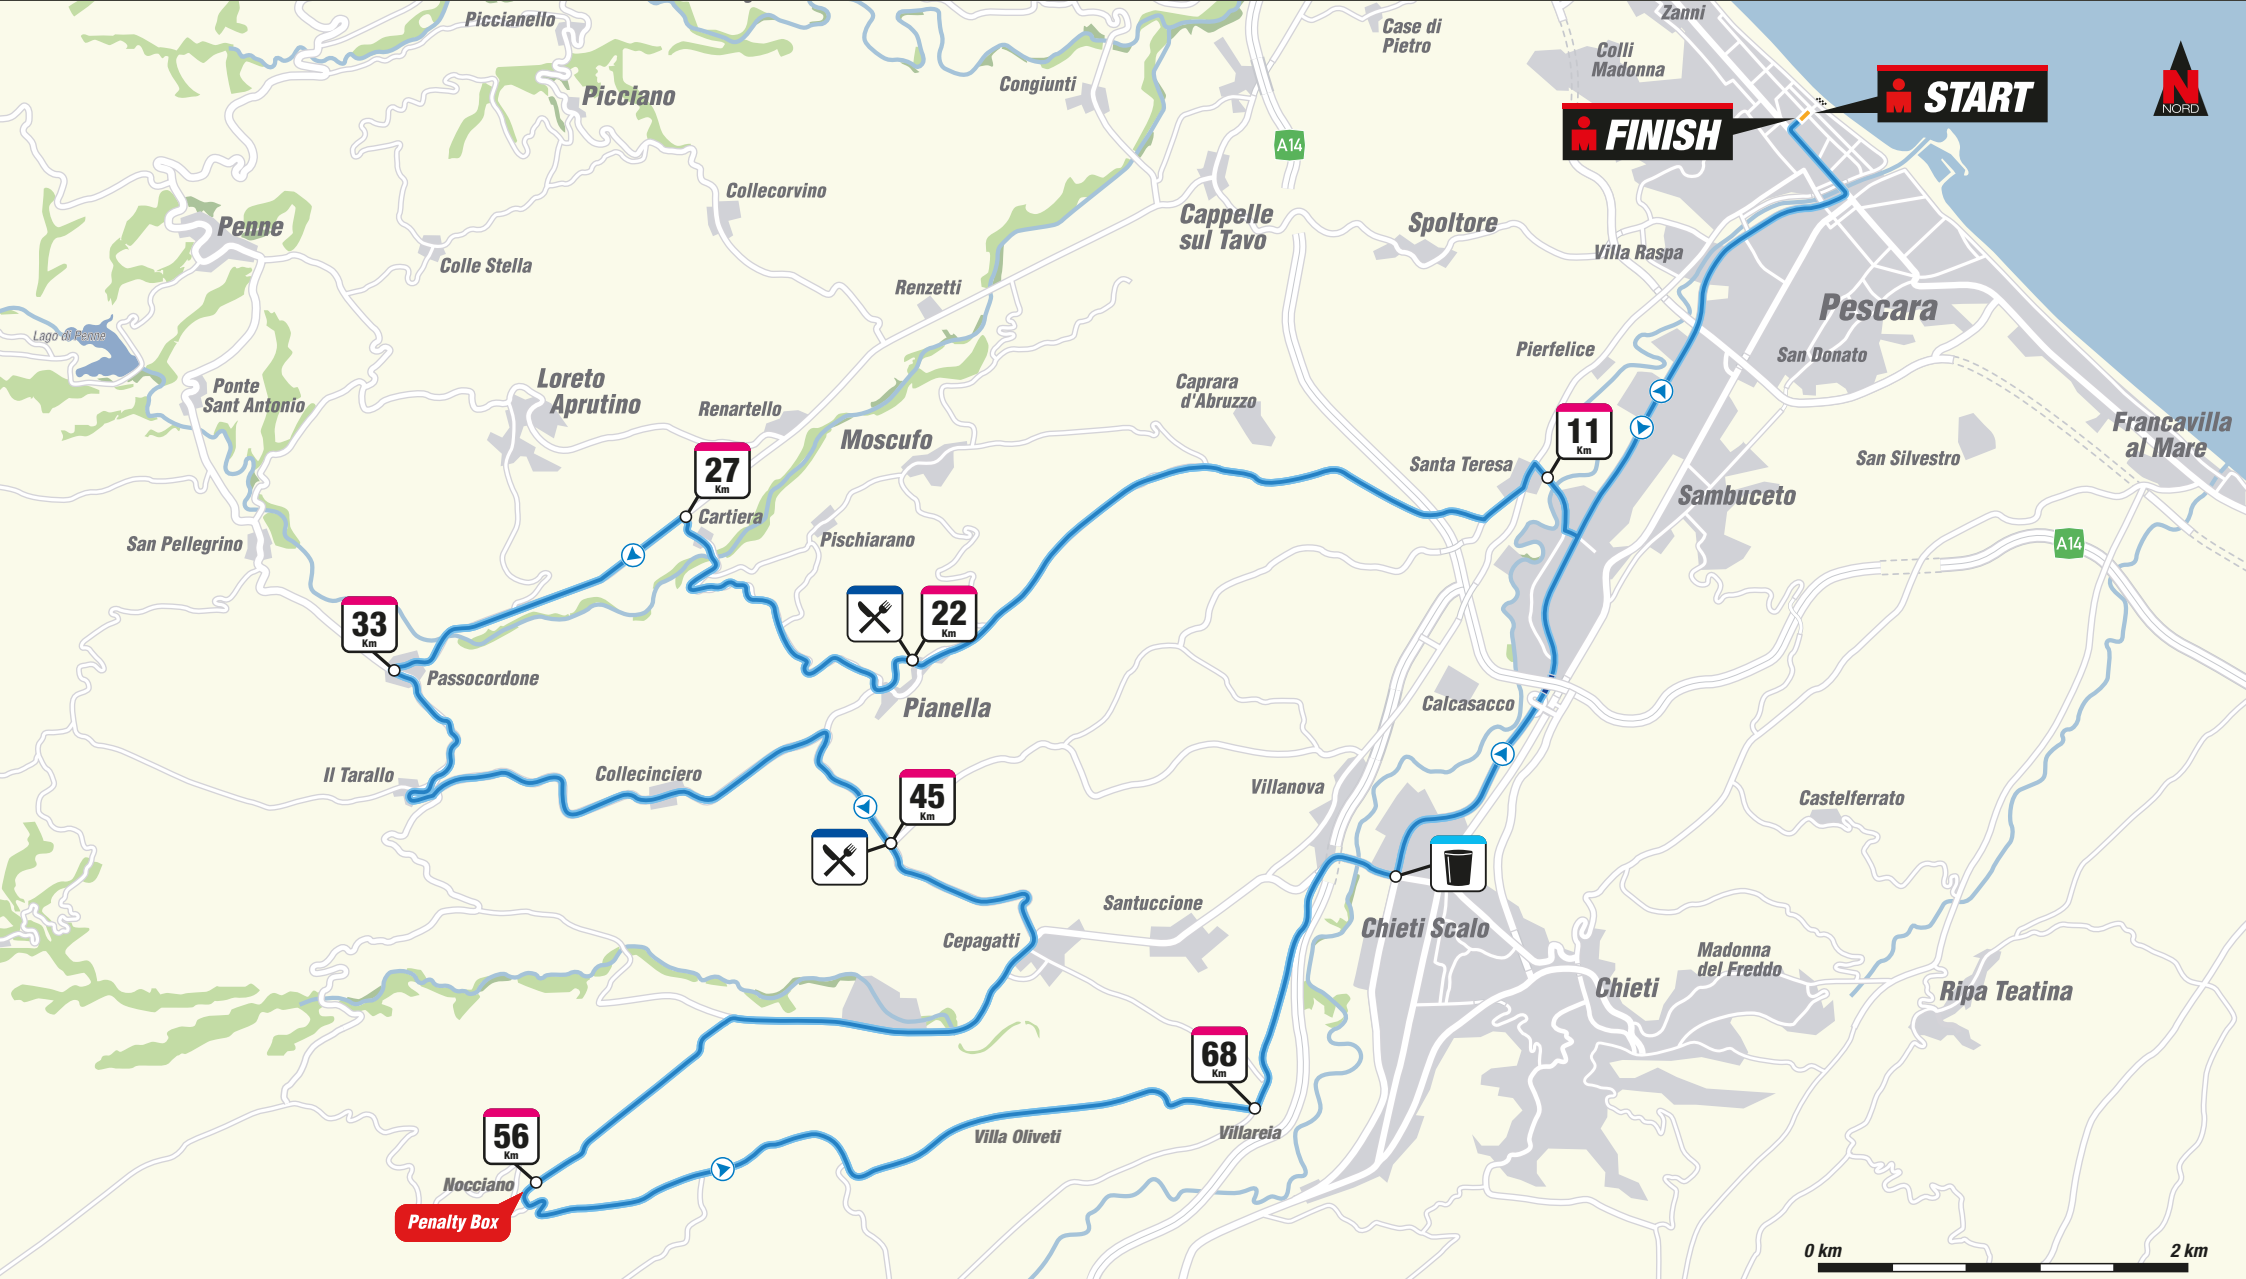 Piccianello
Picciano
Congiunti
Case di
Pietro
Zanni
Colli
Madonna
START
FINISH
N
NORD
A14
Collecorvino
Penne
Colle Stella
Cappelle
sul Tavo
Spoltore
Villa Raspa
Renzetti
Pescara
Lago di Penne
Pierfelice
San Donato
Ponte
Sant Antonio
Loreto
Aprutino
Renartello
Caprara
d'Abruzzo
Moscufo
11
Km
Francavilla
al Mare
Santa Teresa
San Silvestro
27
Km
Sambuceto
Cartiera
San Pellegrino
Pischiarano
A14
33
Km
22
Km
Passocordone
Pianella
Calcasacco
Il Tarallo
Collecinciero
45
Km
Villanova
Castelferrato
Santuccione
Cepagatti
Chieti Scalo
Madonna
del Freddo
Chieti
Ripa Teatina
68
Km
56
Km
Villa Oliveti
Villareia
Nocciano
Penalty Box
0 km
2 km